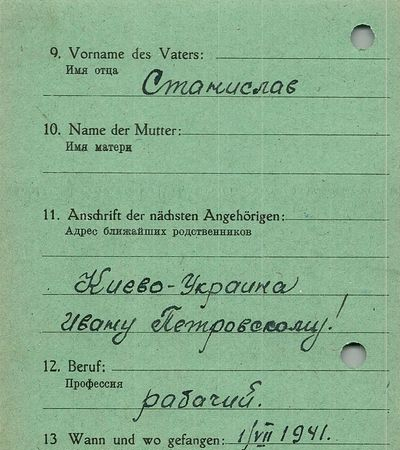 9. Vorname des Vaters:
Имя отца
Станислав
10. Name der Mutter:
Имя матери
11. Anschrift der nächsten Angehörigen:
Адрес ближайших родственников
Киево-Украина
Ивану Петровскому!
12. Beruf:
Профессия
рабачий.
13 Wann und wo gefangen: 1/VII 1941.